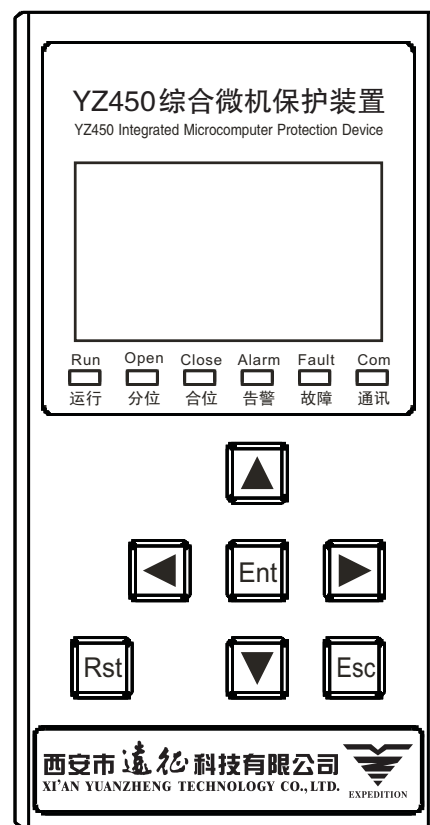 YZ450综合微机保护装置
YZ450 Integrated Microcomputer Protection Device
Run Open Close Alarm Fault Com
运行 分位 合位 告警 故障 通讯
Ent
Rst Esc
西安市遠征科技有限公司
XI'AN YUANZHENG TECHNOLOGY CO.,LTD.
EXPEDITION